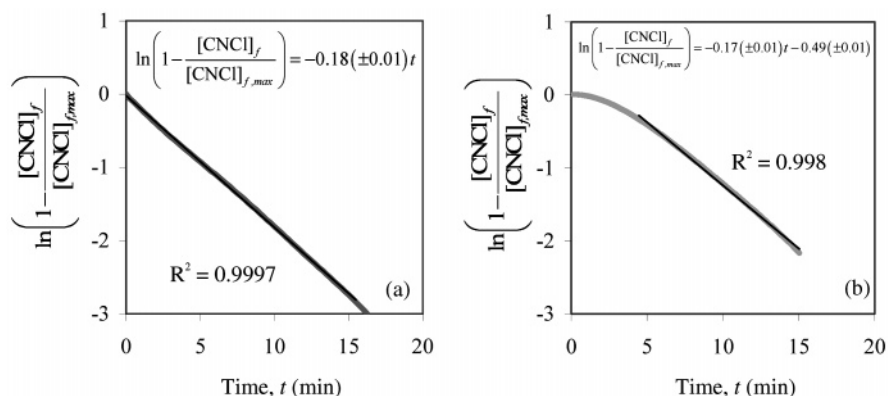 ln(1-[CNCl]f/[CNCl]f,max)=-0.18(±0.01)t
1
0
-1
-2
-3
ln(1-[CNCl]f/[CNCl]f,max)
R² = 0.9997
(a)
0 5 10 15 20
Time, t (min)
ln(1-[CNCl]f/[CNCl]f,max)=-0.17(±0.01)t-0.49(±0.01)
1
0
-1
-2
-3
ln(1-[CNCl]f/[CNCl]f,max)
R² = 0.998
(b)
0 5 10 15 20
Time, t (min)